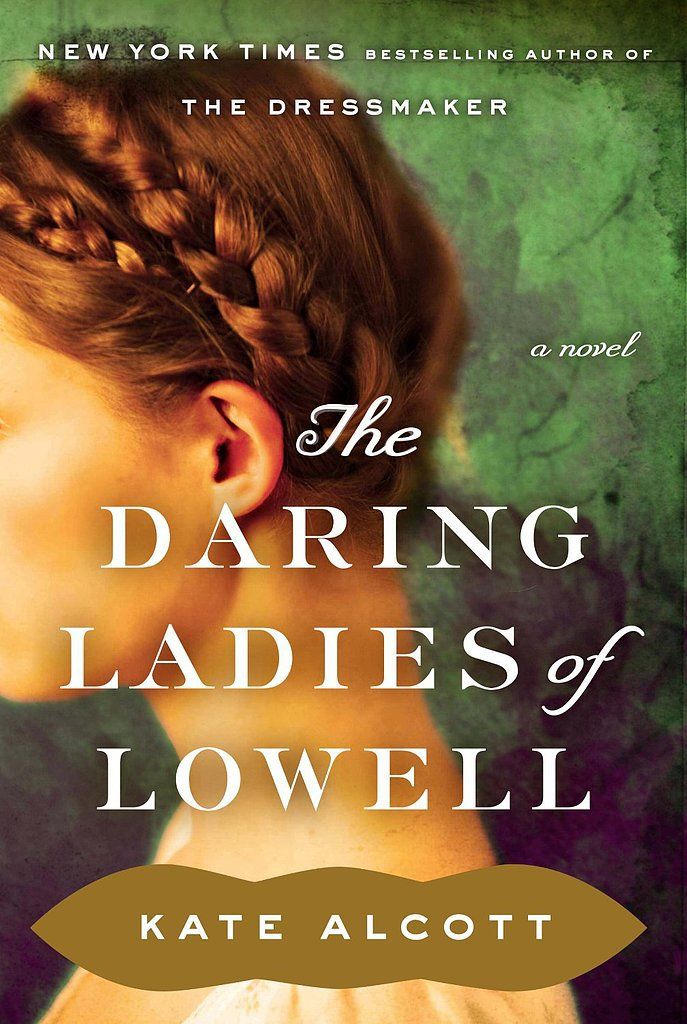 NEW YORK TIMES BESTSELLING AUTHOR OF
THE DRESSMAKER
a novel
The
DARING
LADIES of
LOWELL
KATE ALCOTT